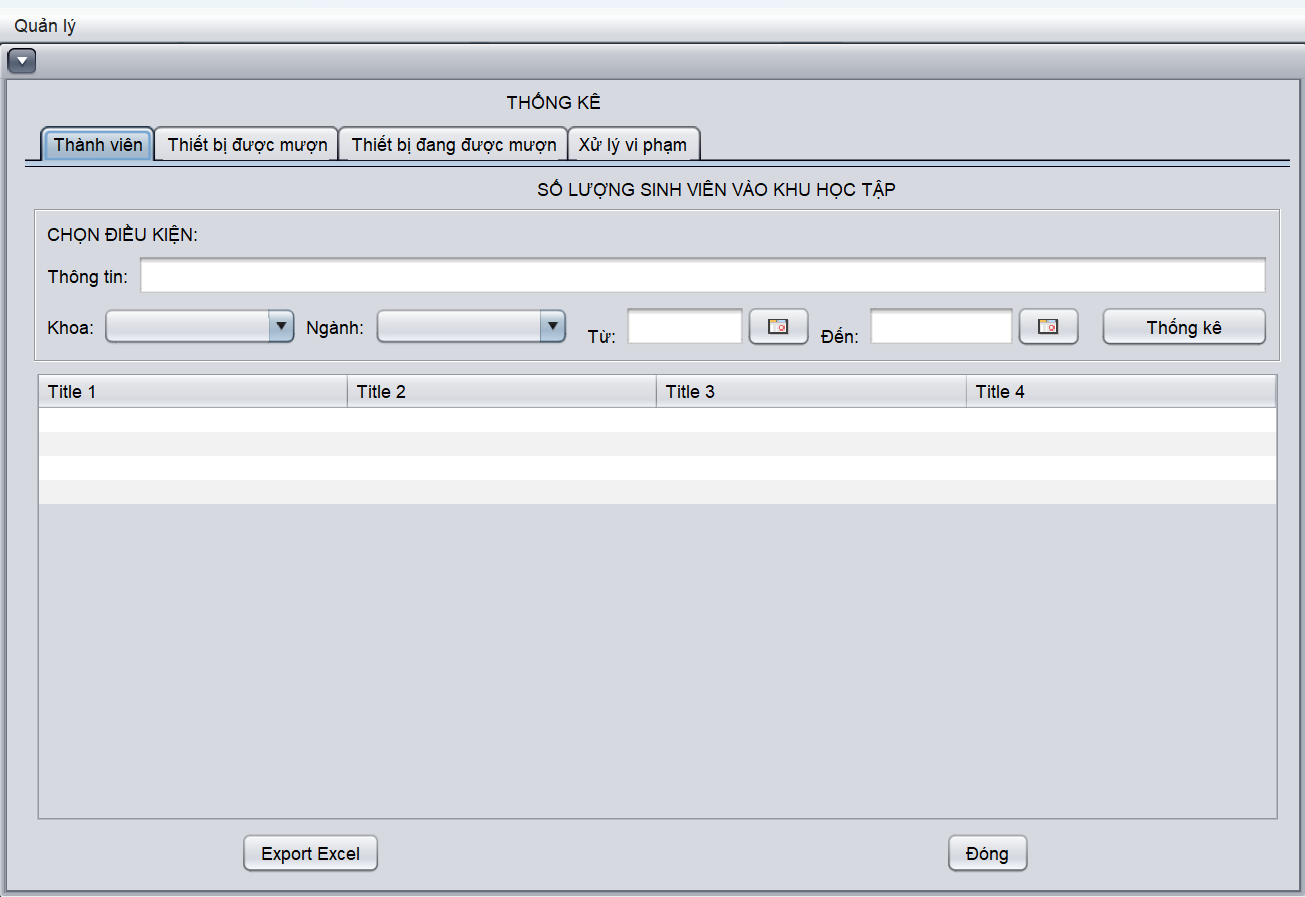 Quản lý
THỐNG KÊ
Thành viên Thiết bị được mượn Thiết bị đang được mượn Xử lý vi phạm
SỐ LƯỢNG SINH VIÊN VÀO KHU HỌC TẬP
CHỌN ĐIỀU KIỆN:
Thông tin:
Khoa: Ngành: Từ: Đến: Thống kê
Title 1 Title 2 Title 3 Title 4
Export Excel Đóng